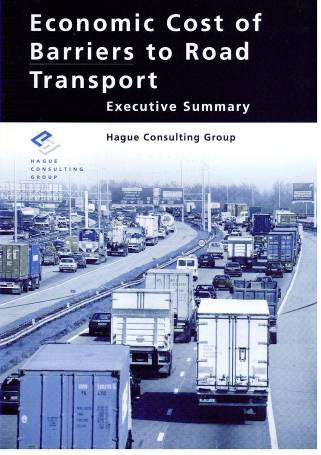 Economic Cost of
Barriers to Road
Transport
Executive Summary
Hague Consulting Group
HAGUE
CONSULTING
GROUP